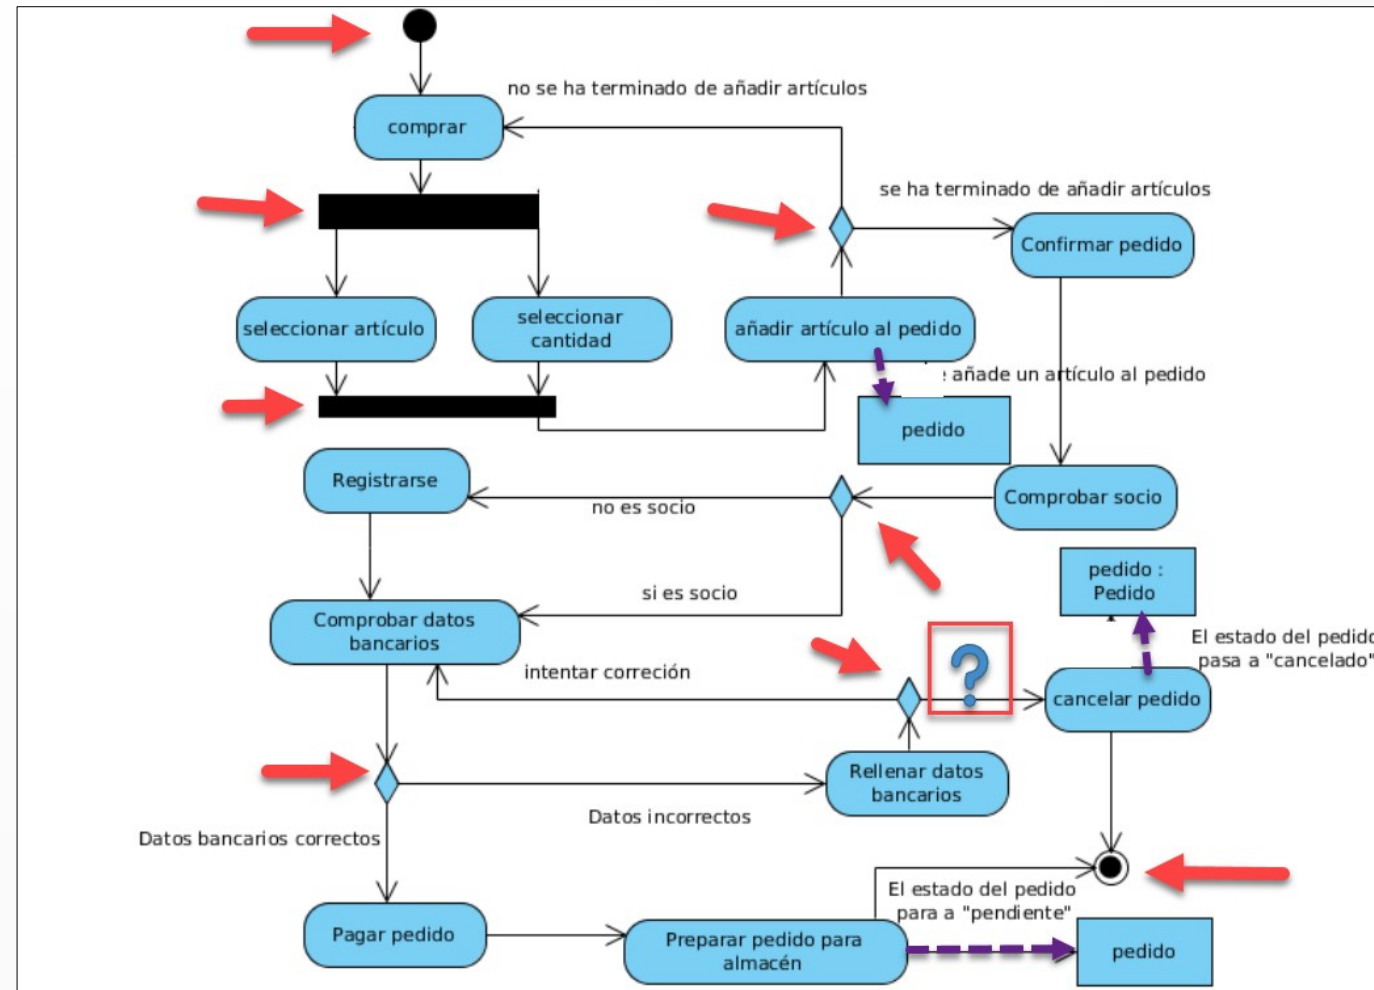 no se ha terminado de añadir artículos
comprar
se ha terminado de añadir artículos
Confirmar pedido
seleccionar artículo
seleccionar
cantidad
añadir artículo al pedido
añade un artículo al pedido
pedido
Registrarse
no es socio
Comprobar socio
pedido :
Pedido
si es socio
Comprobar datos
bancarios
El estado del pedido
pasa a "cancelado"
intentar correción
?
cancelar pedido
Rellenar datos
bancarios
Datos incorrectos
Datos bancarios correctos
El estado del pedido
para a "pendiente"
Pagar pedido
Preparar pedido para
almacén
pedido